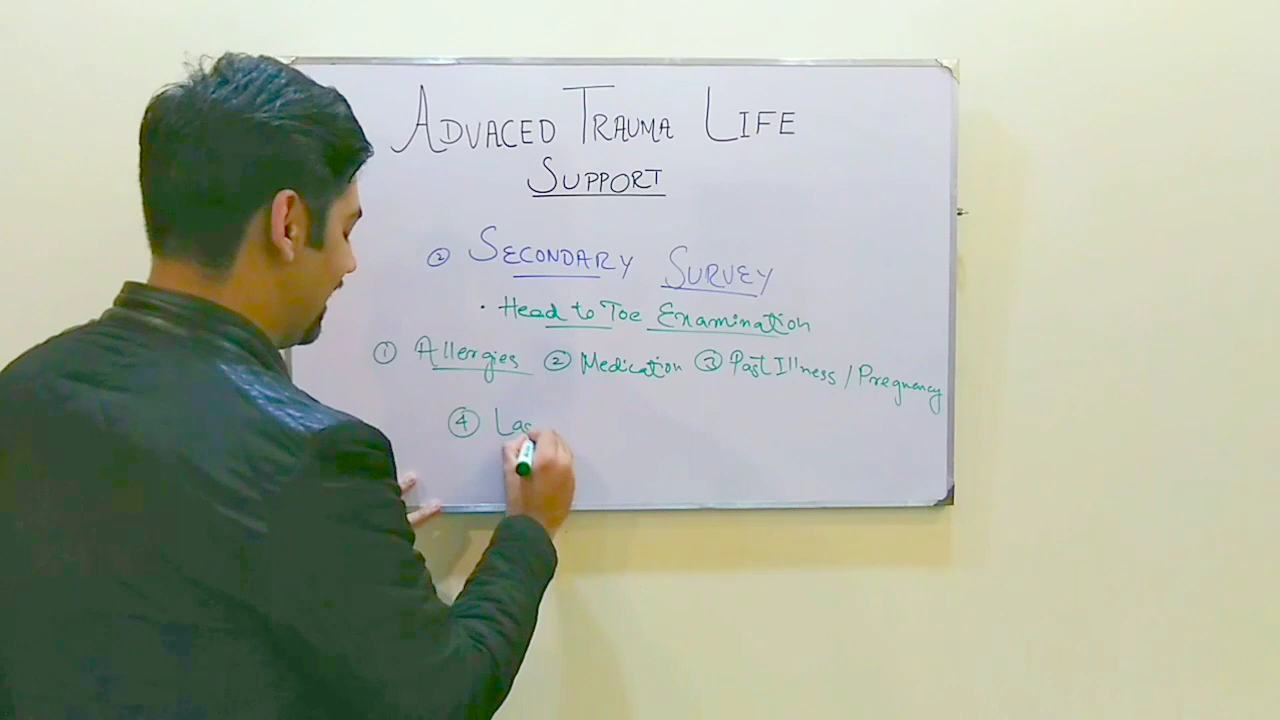 ADVACED TRAUMA LIFE
SUPPORT
② SECONDARY SURVEY
· Head to Toe Examination
① Allergies ② Medication ③ Past Illness / Pregnancy
④ Las